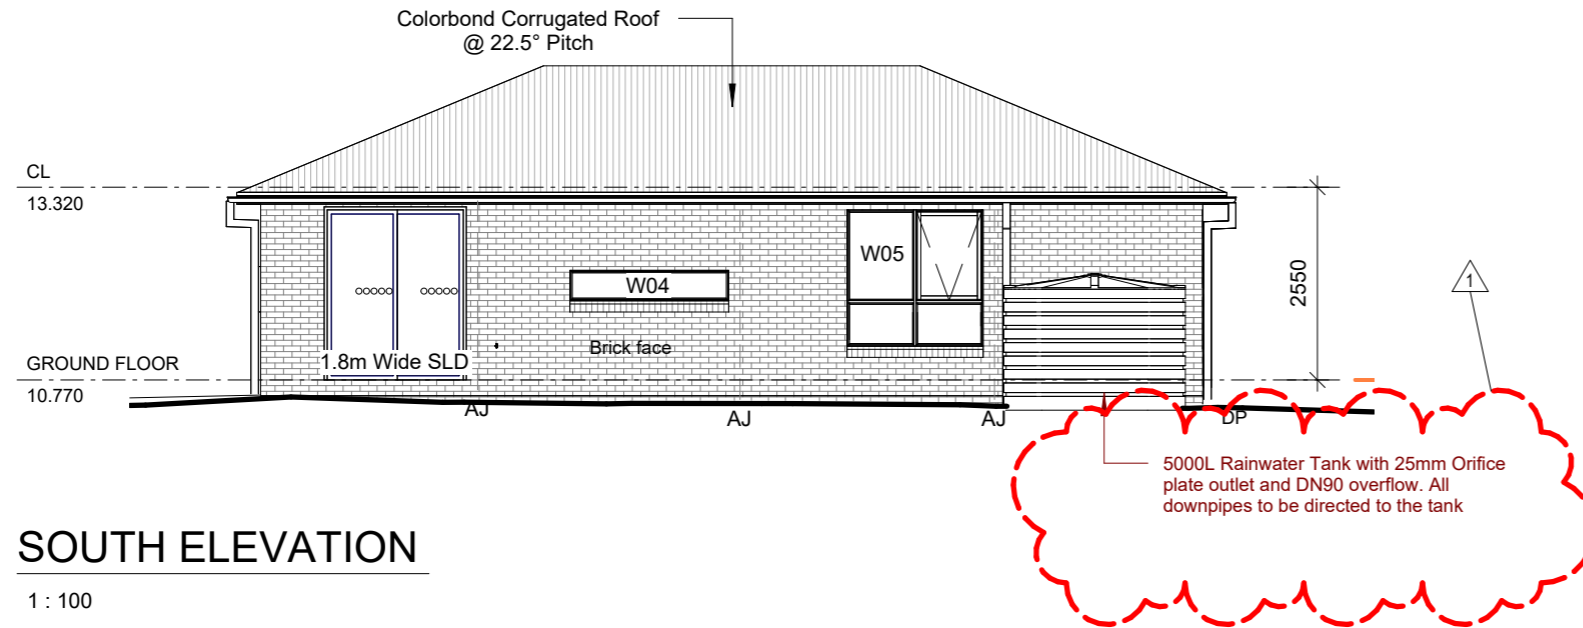 Colorbond Corrugated Roof
@ 22.5° Pitch
CL
13.320
W05
W04
2550
1
Brick face
GROUND FLOOR
1.8m Wide SLD
10.770
AJ
AJ
AJ
DP
5000L Rainwater Tank with 25mm Orifice
plate outlet and DN90 overflow. All
downpipes to be directed to the tank
SOUTH ELEVATION
1 : 100